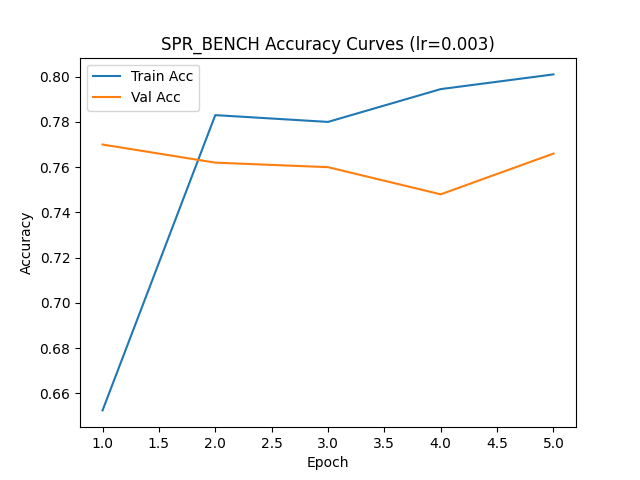 SPR_BENCH Accuracy Curves (lr=0.003)
Train Acc
Val Acc
Accuracy
0.80
0.78
0.76
0.74
0.72
0.70
0.68
0.66
1.0 1.5 2.0 2.5 3.0 3.5 4.0 4.5 5.0
Epoch